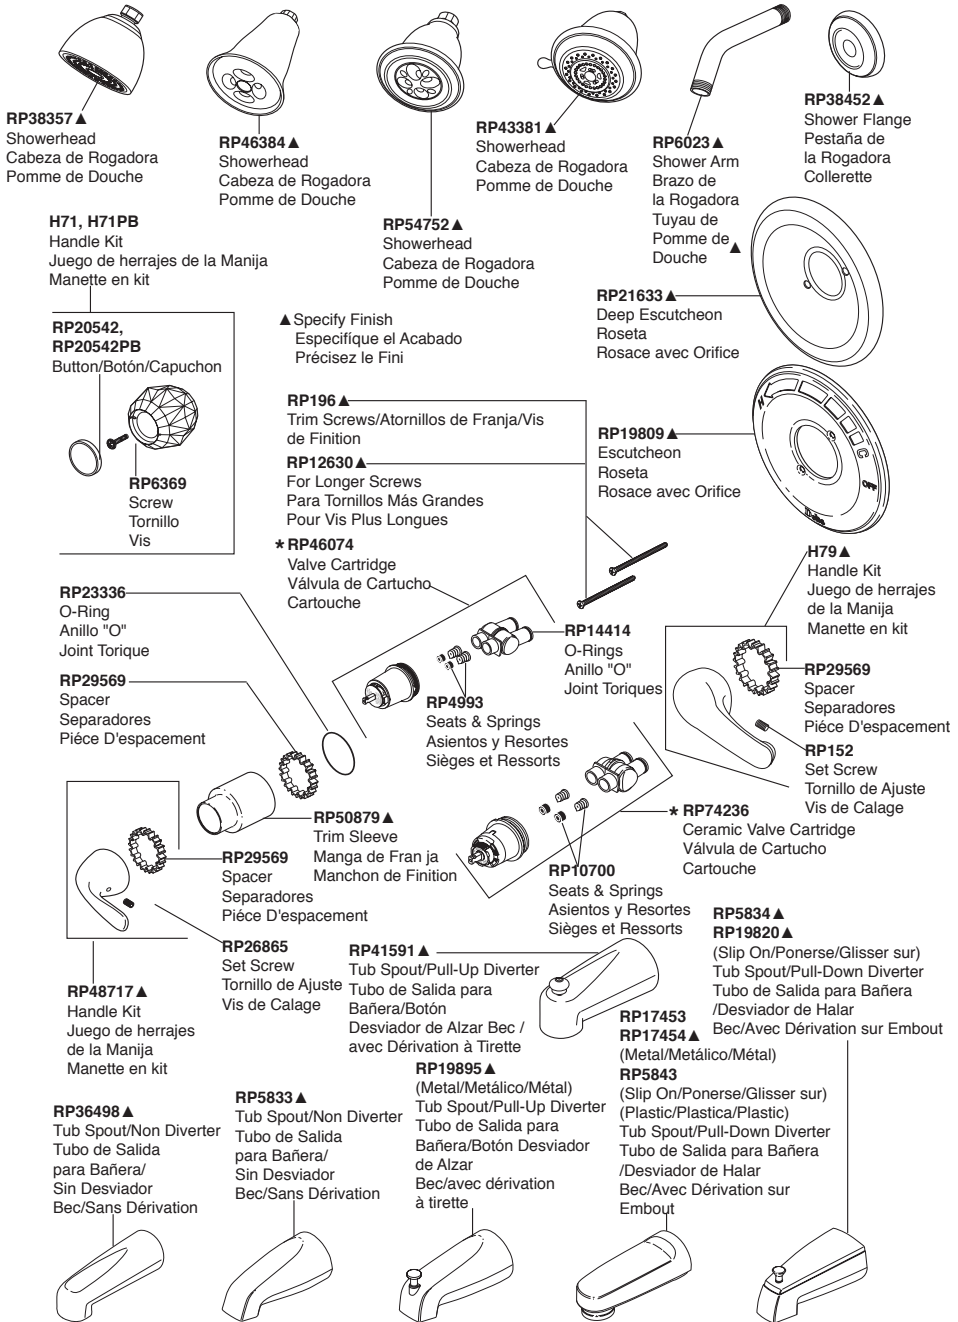 RP38357▲
Showerhead
Cabeza de Rogadora
Pomme de Douche
RP46384▲
Showerhead
Cabeza de Rogadora
Pomme de Douche
RP54752▲
Showerhead
Cabeza de Rogadora
Pomme de Douche
RP43381▲
Showerhead
Cabeza de Rogadora
Pomme de Douche
RP6023▲
Shower Arm
Brazo de
la Rogadora
Tuyau de
Pomme de ▲
Douche
RP38452▲
Shower Flange
Pestaña de
la Rogadora
Collerette
H71, H71PB
Handle Kit
Juego de herrajes de la Manija
Manette en kit
RP20542,
RP20542PB
Button/Botón/Capuchon
RP6369
Screw
Tornillo
Vis
▲Specify Finish
Especifíque el Acabado
Précisez le Fini
RP21633▲
Deep Escutcheon
Roseta
Rosace avec Orifice
RP196▲
Trim Screws/Atornillos de Franja/Vis
de Finition
RP12630▲
For Longer Screws
Para Tornillos Más Grandes
Pour Vis Plus Longues
RP19809▲
Escutcheon
Roseta
Rosace avec Orifice
H
C
OFF
Delta
*RP46074
Valve Cartridge
Válvula de Cartucho
Cartouche
H79▲
Handle Kit
Juego de herrajes
de la Manija
Manette en kit
RP23336
O-Ring
Anillo "O"
Joint Torique
RP14414
O-Rings
Anillo "O"
Joint Toriques
RP29569
Spacer
Separadores
Piéce D'espacement
RP4993
Seats & Springs
Asientos y Resortes
Sièges et Ressorts
RP29569
Spacer
Separadores
Piéce D'espacement
RP152
Set Screw
Tornillo de Ajuste
Vis de Calage
RP50879▲
Trim Sleeve
Manga de Fran ja
Manchon de Finition
*RP74236
Ceramic Valve Cartridge
Válvula de Cartucho
Cartouche
RP29569
Spacer
Separadores
Piéce D'espacement
RP10700
Seats & Springs
Asientos y Resortes
Sièges et Ressorts
RP26865
Set Screw
Tornillo de Ajuste
Vis de Calage
RP48717▲
Handle Kit
Juego de herrajes
de la Manija
Manette en kit
RP41591▲
Tub Spout/Pull-Up Diverter
Tubo de Salida para
Bañera/Botón
Desviador de Alzar Bec /
avec Dérivation à Tirette
RP5834▲
RP19820▲
(Slip On/Ponerse/Glisser sur)
Tub Spout/Pull-Down Diverter
Tubo de Salida para Bañera
/Desviador de Halar
Bec/Avec Dérivation sur Embout
RP17453
RP17454▲
(Metal/Metálico/Métal)
RP5843
(Slip On/Ponerse/Glisser sur)
(Plastic/Plastica/Plastic)
Tub Spout/Pull-Down Diverter
Tubo de Salida para Bañera
/Desviador de Halar
Bec/Avec Dérivation sur
Embout
RP19895▲
(Metal/Metálico/Métal)
Tub Spout/Pull-Up Diverter
Tubo de Salida para
Bañera/Botón Desviador
de Alzar
Bec/avec dérivation
à tirette
RP5833▲
Tub Spout/Non Diverter
Tubo de Salida
para Bañera/
Sin Desviador
Bec/Sans Dérivation
RP36498▲
Tub Spout/Non Diverter
Tubo de Salida
para Bañera/
Sin Desviador
Bec/Sans Dérivation